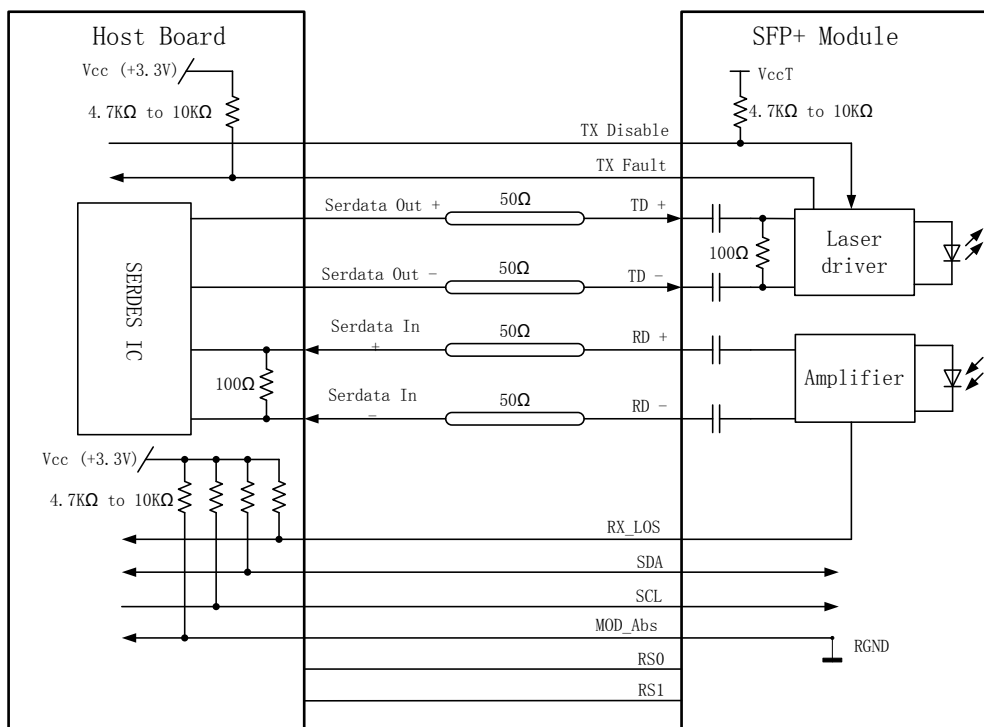 Host Board
SFP+ Module
Vcc (+3.3V)
VccT
4.7KΩ to 10KΩ
4.7KΩ to 10KΩ
TX Disable
TX Fault
Serdata Out +
50Ω
TD +
100Ω
Laser
driver
SERDES IC
Serdata Out -
50Ω
TD -
Serdata In
+
50Ω
RD +
100Ω
Amplifier
Serdata In
-
50Ω
RD -
Vcc (+3.3V)
4.7KΩ to 10KΩ
RX_LOS
SDA
SCL
MOD_Abs
RGND
RS0
RS1